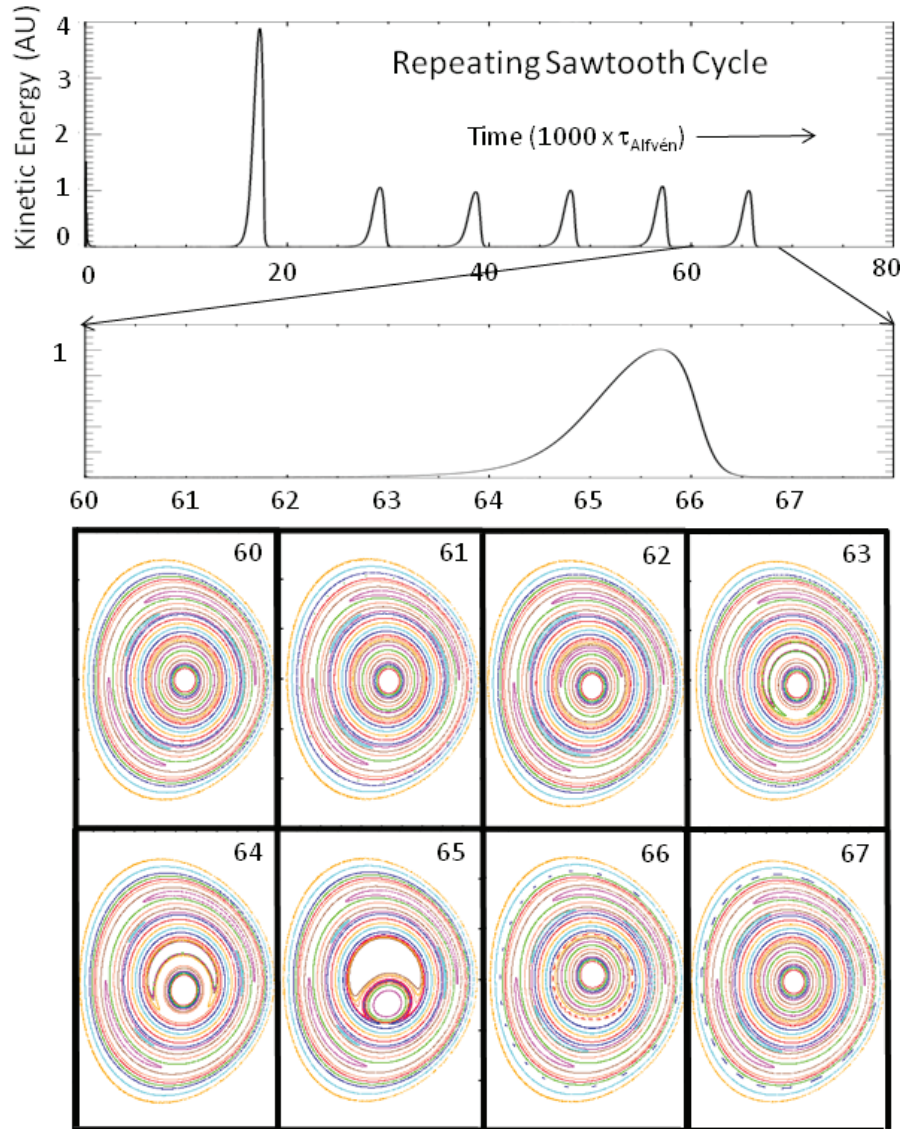 Kinetic Energy (AU)
4
3
2
1
0
Repeating Sawtooth Cycle
Time (1000 x τAlfvén)
0 20 40 60 80
1
60 61 62 63 64 65 66 67
60 61 62 63
64 65 66 67